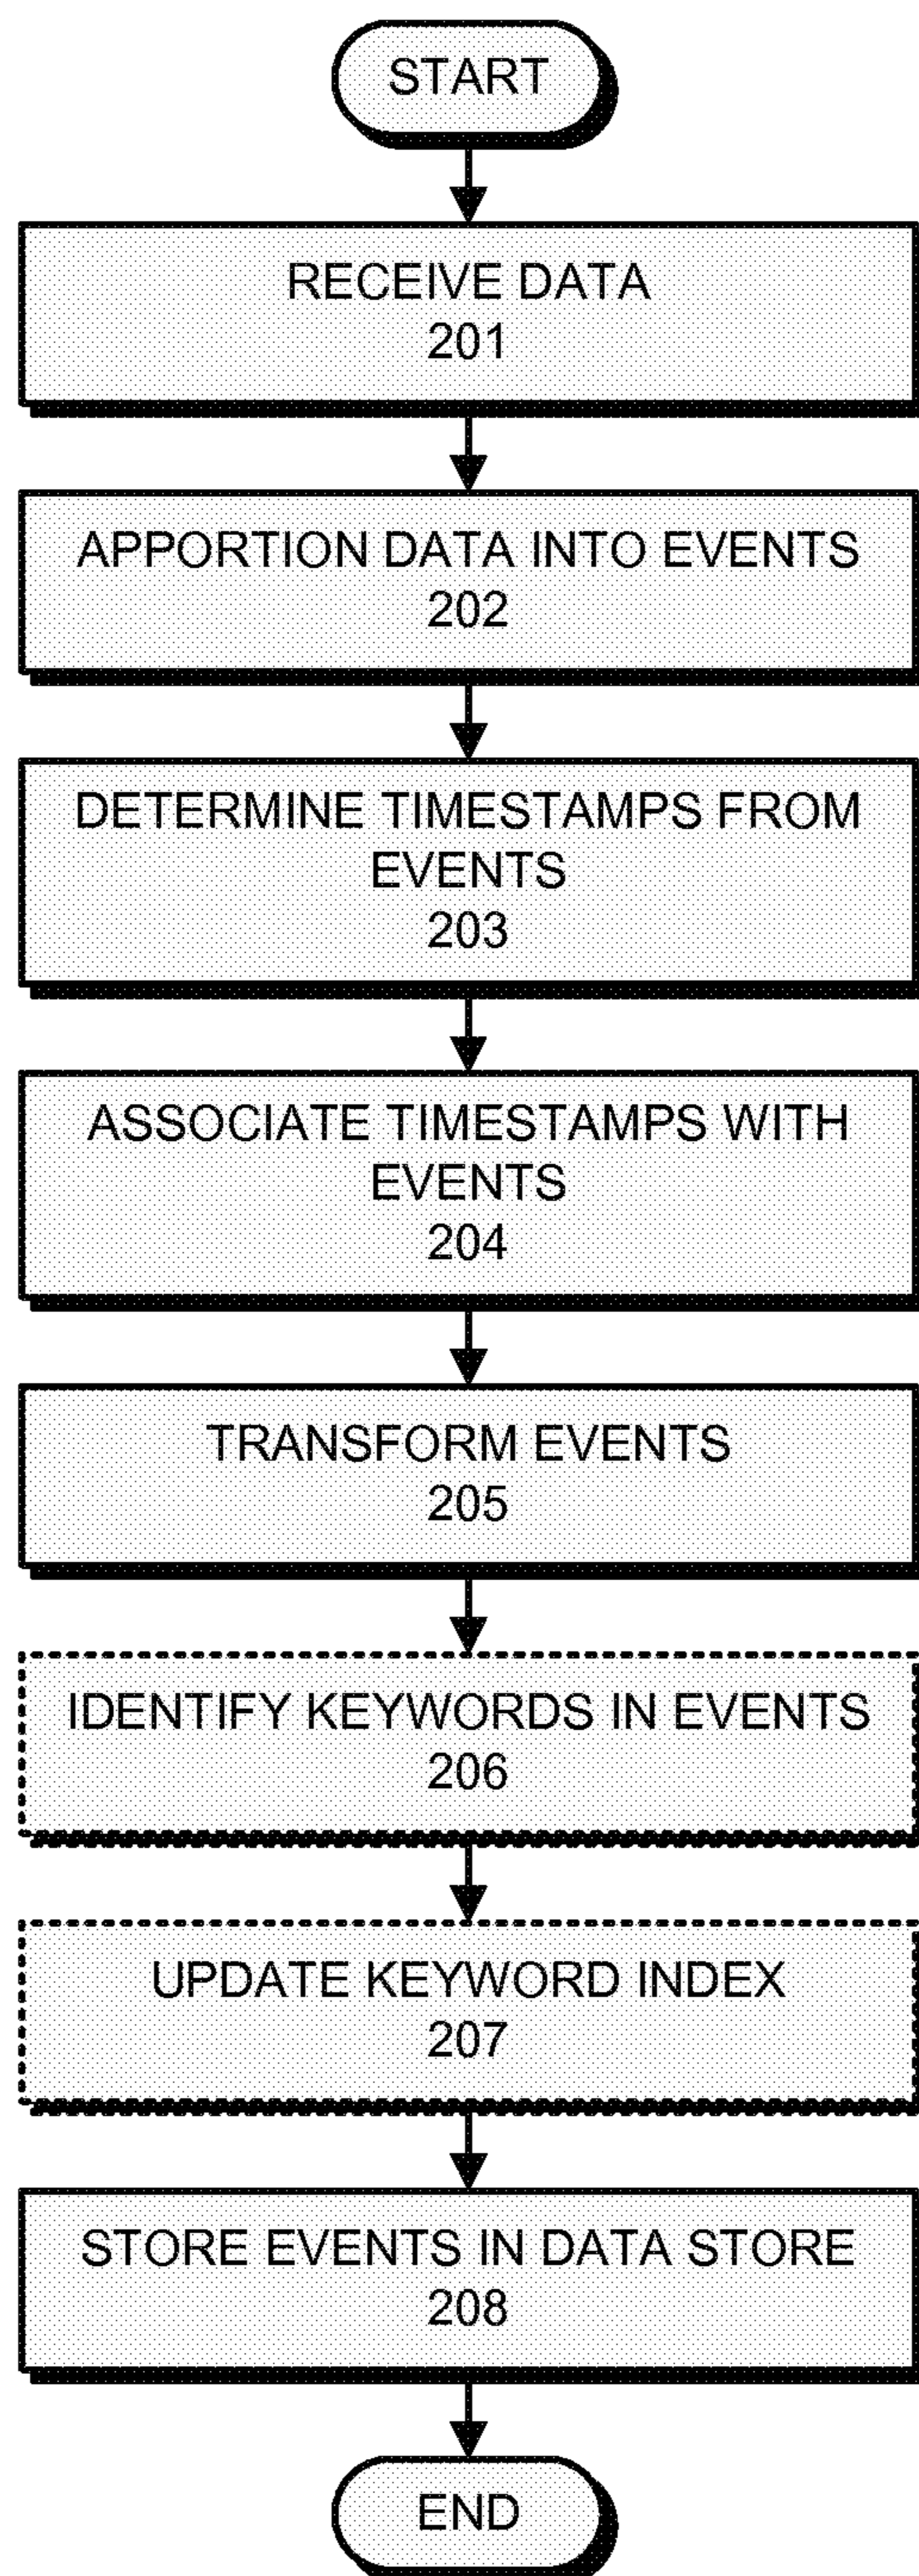 START
RECEIVE DATA
201
APPORTION DATA INTO EVENTS
202
DETERMINE TIMESTAMPS FROM
EVENTS
203
ASSOCIATE TIMESTAMPS WITH
EVENTS
204
TRANSFORM EVENTS
205
IDENTIFY KEYWORDS IN EVENTS
206
UPDATE KEYWORD INDEX
207
STORE EVENTS IN DATA STORE
208
END